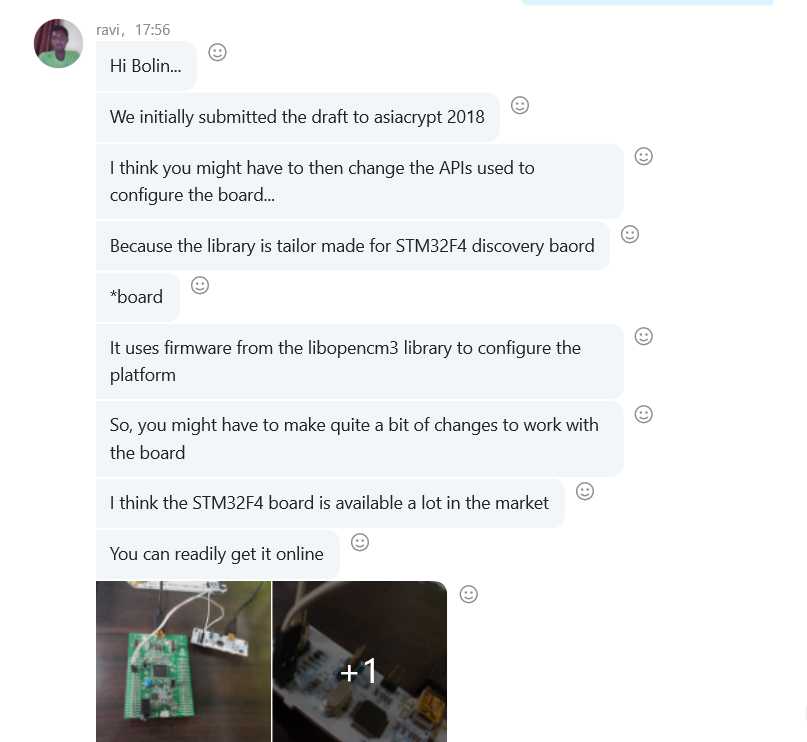 ravi, 17:56
Hi Bolin...
We initially submitted the draft to asiacrypt 2018
I think you might have to then change the APIs used to
configure the board...
Because the library is tailor made for STM32F4 discovery baord
*board
It uses firmware from the libopencm3 library to configure the
platform
So, you might have to make quite a bit of changes to work with
the board
I think the STM32F4 board is available a lot in the market
You can readily get it online
+1